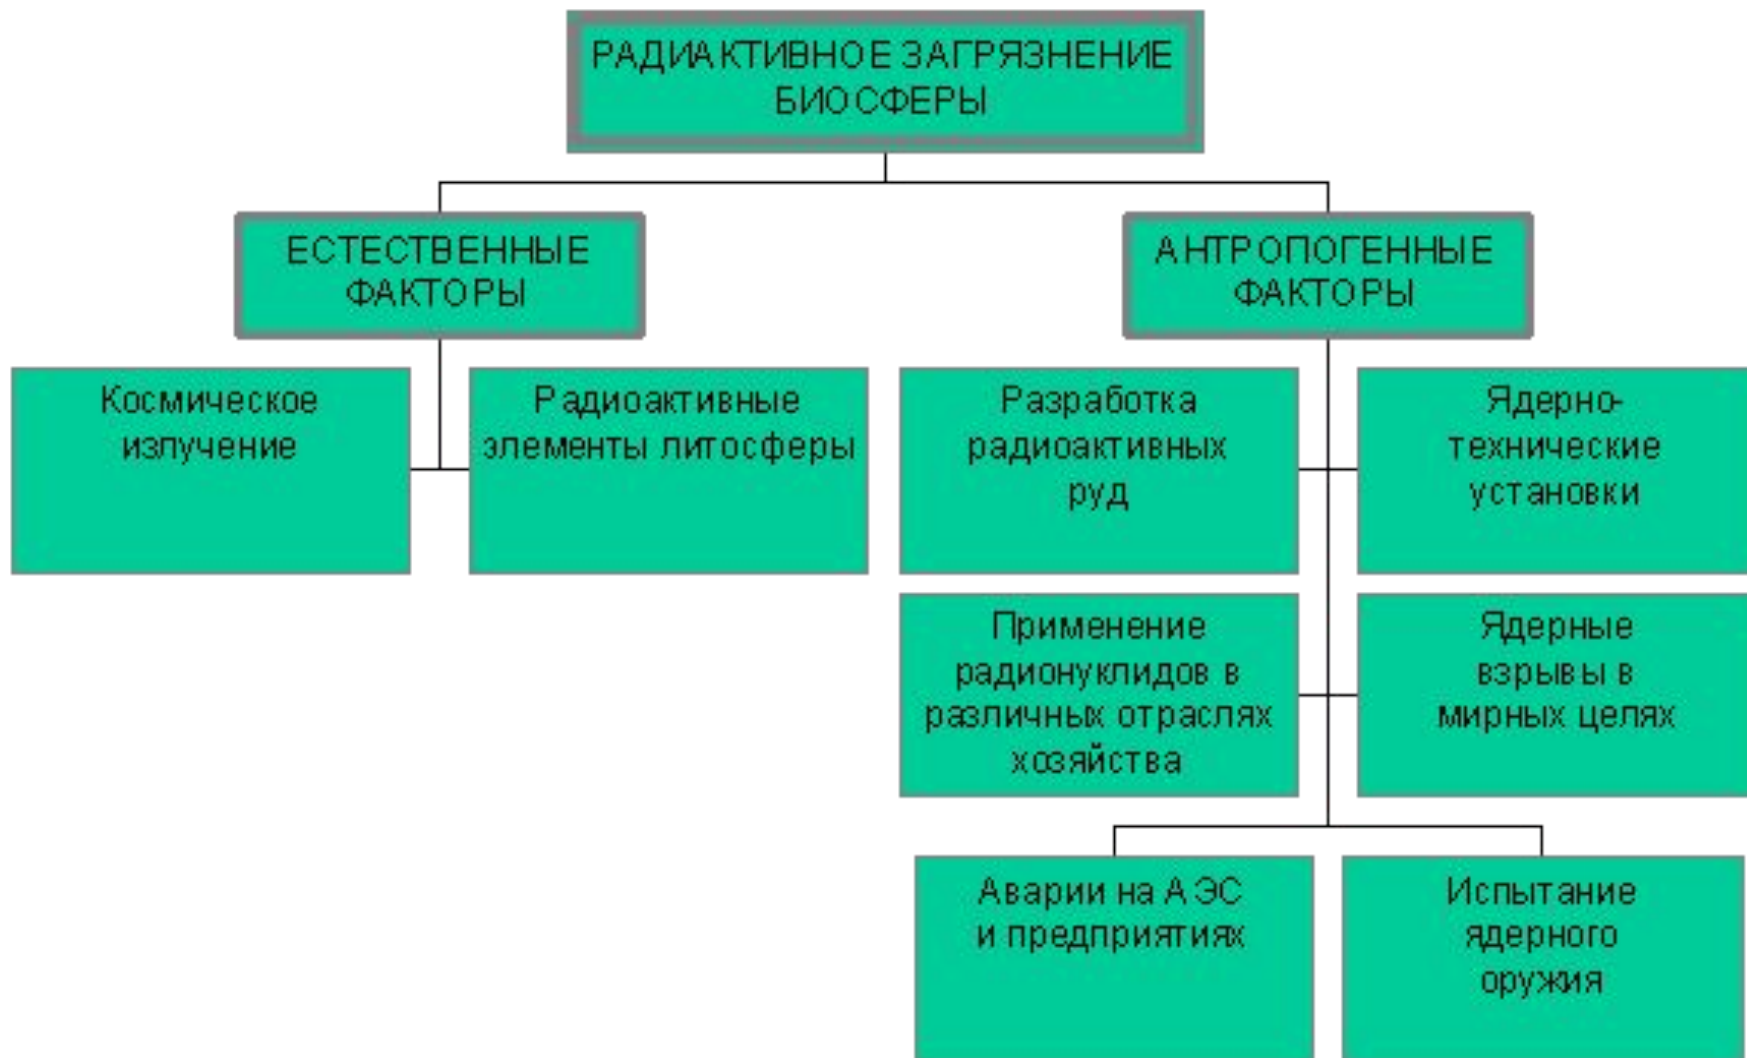 РАДИАКТИВНОЕ ЗАГРЯЗНЕНИЕ
БИОСФЕРЫ
ЕСТЕСТВЕННЫЕ
ФАКТОРЫ
АНТРОПОГЕННЫЕ
ФАКТОРЫ
Космическое
излучение
Радиоактивные
элементы литосферы
Разработка
радиоактивных
руд
Ядерно-
технические
установки
Применение
радионуклидов в
различных отраслях
хозяйства
Ядерные
взрывы в
мирных целях
Аварии на АЭС
и предприятиях
Испытание
ядерного
оружия